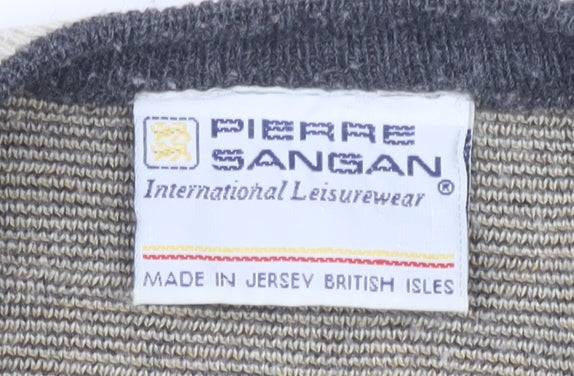 PIERRE
SANGAN®
International Leisurewear
MADE IN JERSEY BRITISH ISLES